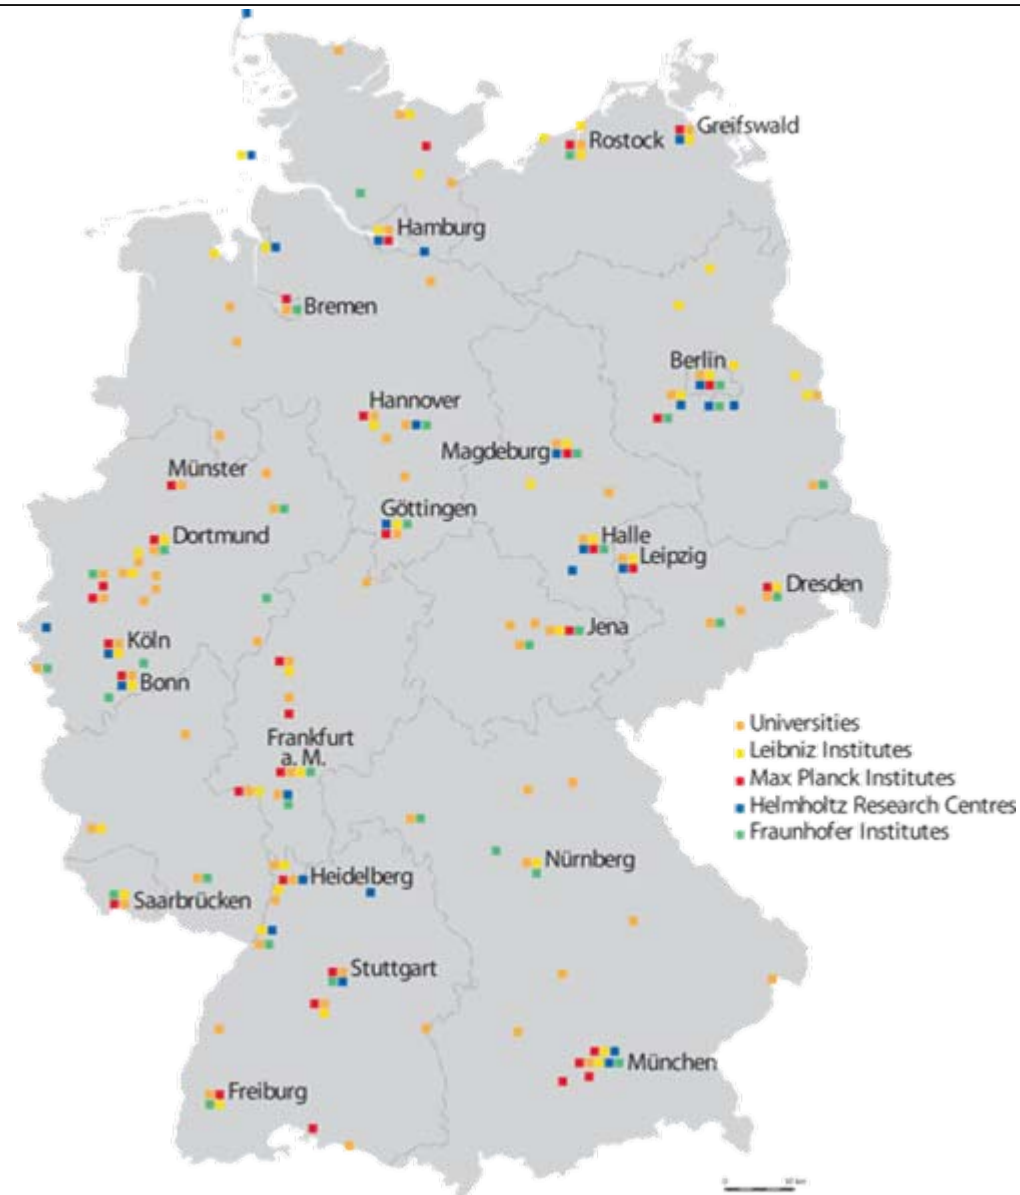 Greifswald
Rostock
Hamburg
Bremen
Berlin
Hannover
Magdeburg
Münster
Göttingen
Dortmund
Halle
Leipzig
Dresden
Jena
Köln
Bonn
Universities
Leibniz Institutes
Frankfurt
a. M.
Max Planck Institutes
Helmholtz Research Centres
Fraunhofer Institutes
Nürnberg
Heidelberg
Saarbrücken
Stuttgart
München
Freiburg